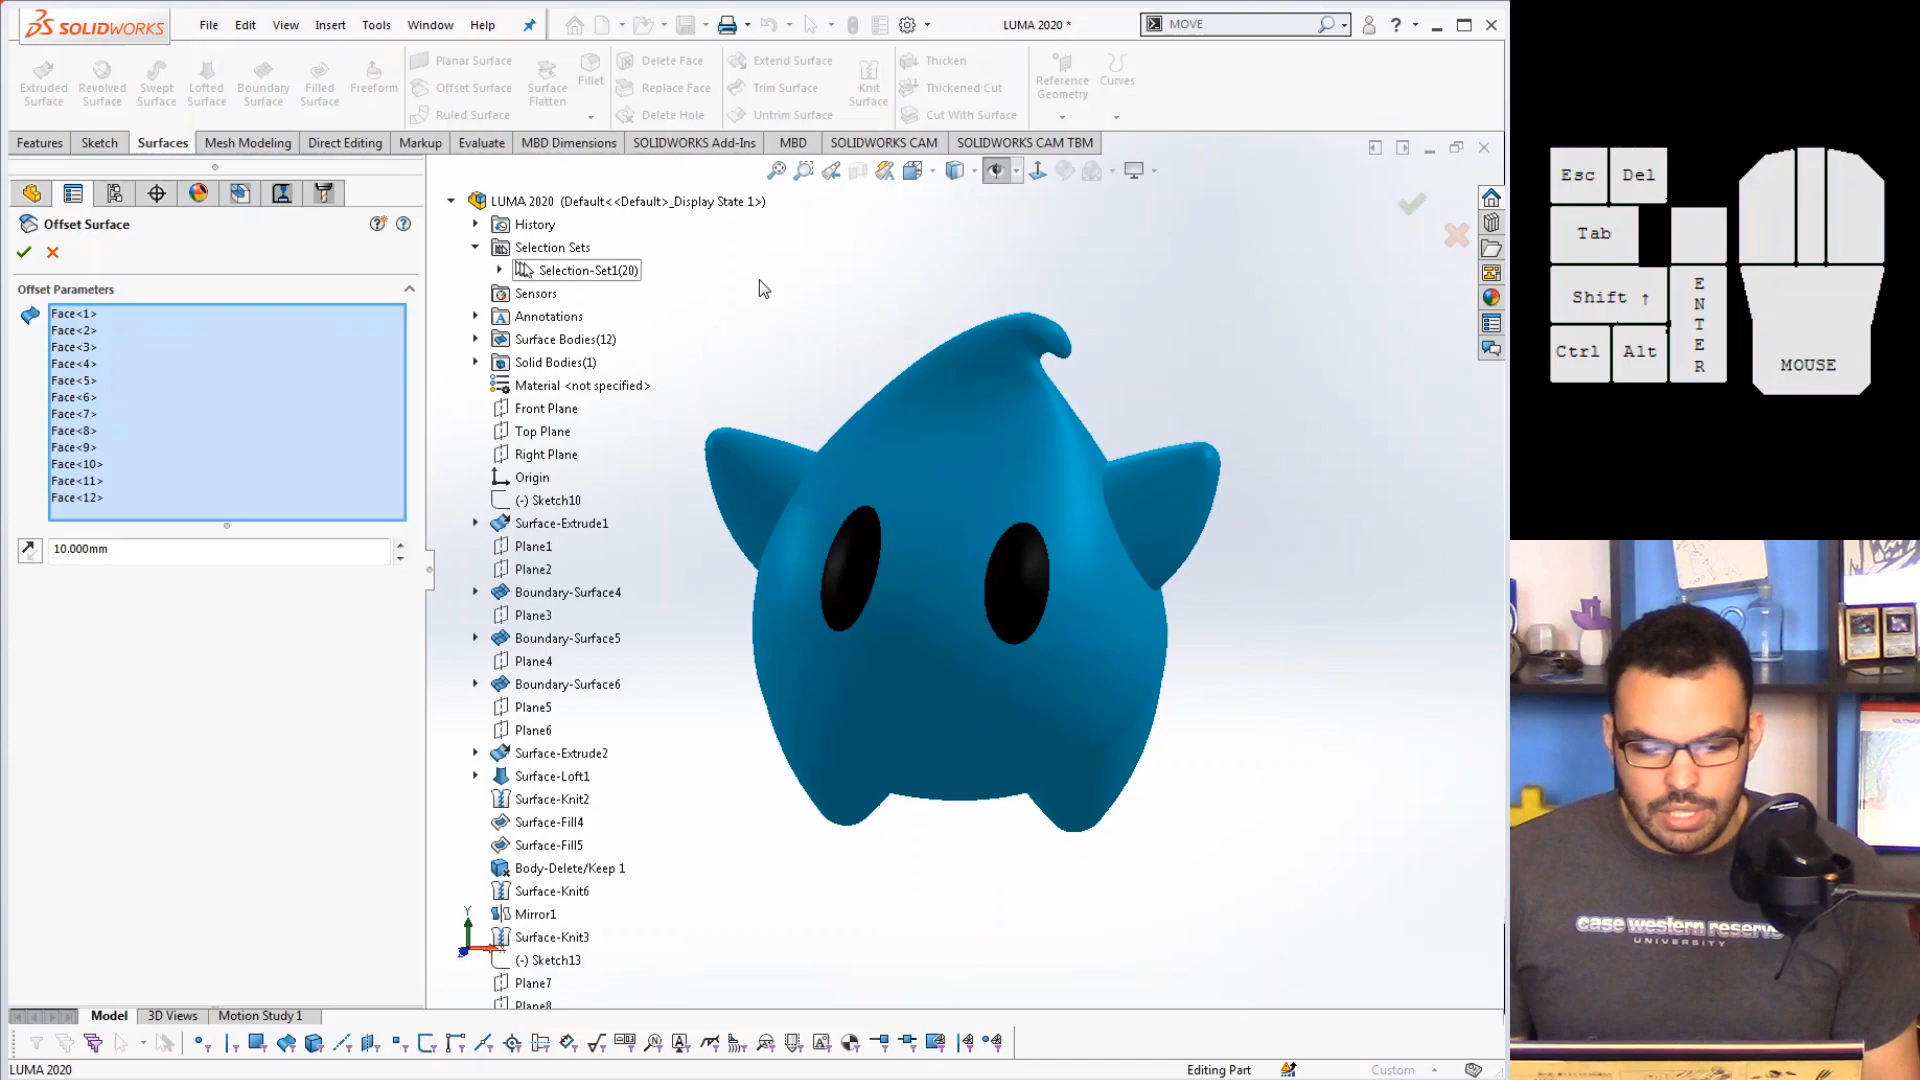 SOLIDWORKS File Edit View Insert Tools Window Help LUMA 2020 * MOVE ?
Extruded Surface Revolved Surface Swept Surface Lofted Surface Boundary Surface Filled Surface Freeform
Planar Surface Offset Surface Ruled Surface Surface Flatten Fillet
Delete Face Replace Face Delete Hole
Extend Surface Trim Surface Untrim Surface Knit Surface
Thicken Thickened Cut Cut With Surface Reference Geometry Curves
Features Sketch Surfaces Mesh Modeling Direct Editing Markup Evaluate MBD Dimensions SOLIDWORKS Add-Ins MBD SOLIDWORKS CAM SOLIDWORKS CAM TBM
Offset Surface
Offset Parameters
Face<1>
Face<2>
Face<3>
Face<4>
Face<5>
Face<6>
Face<7>
Face<8>
Face<9>
Face<10>
Face<11>
Face<12>
10.000mm
LUMA 2020 (Default<<Default>_Display State 1>)
History
Selection Sets
Selection-Set1(20)
Sensors
Annotations
Surface Bodies(12)
Solid Bodies(1)
Material <not specified>
Front Plane
Top Plane
Right Plane
Origin
(-) Sketch10
Surface-Extrude1
Plane1
Plane2
Boundary-Surface4
Plane3
Boundary-Surface5
Plane4
Boundary-Surface6
Plane5
Plane6
Surface-Extrude2
Surface-Loft1
Surface-Knit2
Surface-Fill4
Surface-Fill5
Body-Delete/Keep 1
Surface-Knit6
Mirror1
Surface-Knit3
(-) Sketch13
Plane7
Plane8
Y
Model 3D Views Motion Study 1
LUMA 2020 Editing Part Custom
Esc Del
Tab
Shift ↑
Ctrl Alt
ENTER
MOUSE
case western reserve
UNIVERSITY